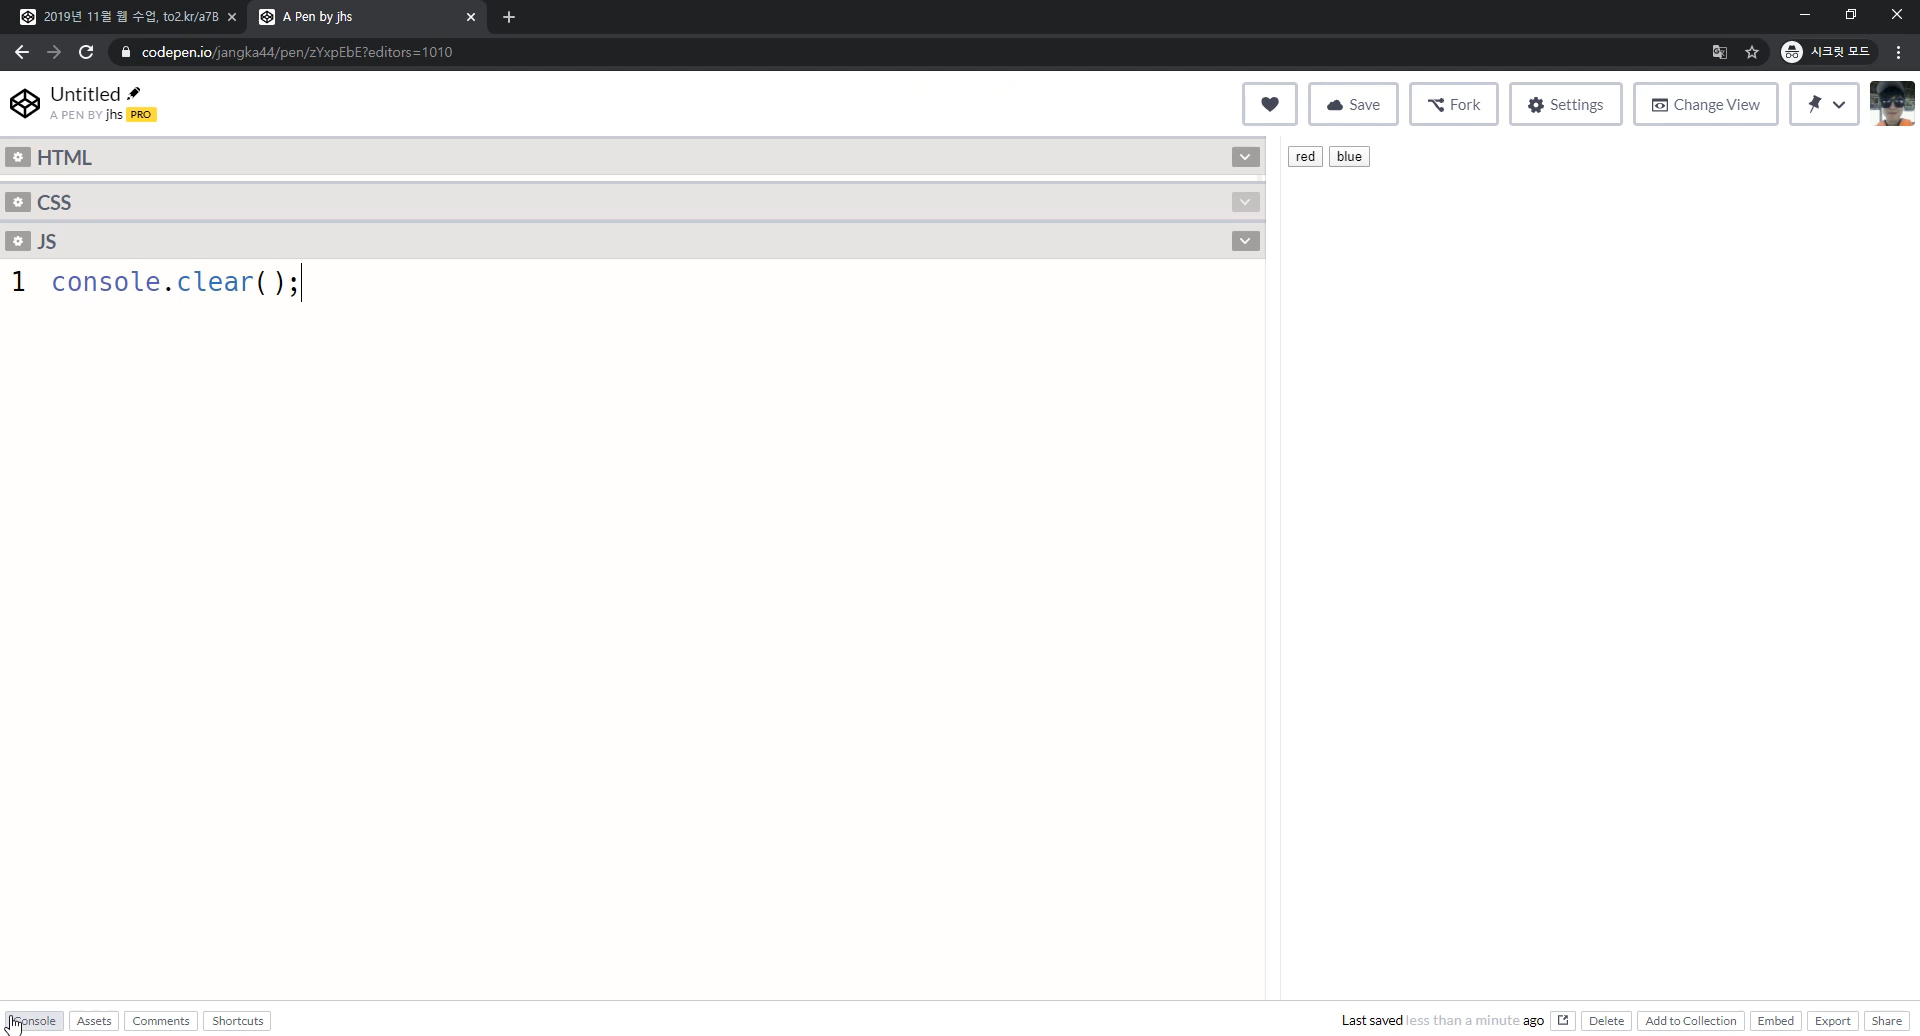 2019년 11월 웹 수업, to2.kr/a7B
A Pen by jhs
codepen.io/jangka44/pen/zYxpEbE?editors=1010
시크릿 모드
Untitled
A PEN BY jhs PRO
Save
Fork
Settings
Change View
HTML
CSS
JS
1 console.clear();
red
blue
Console
Assets
Comments
Shortcuts
Last saved less than a minute ago
Delete
Add to Collection
Embed
Export
Share